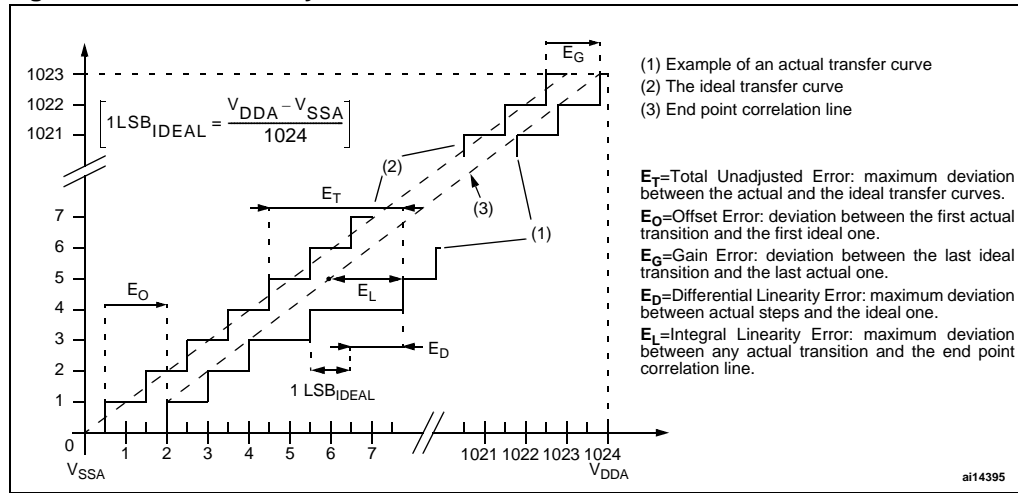 E_G
1023
1022
1021
[1LSB_IDEAL = V_DDA – V_SSA / 1024]
(2)
E_T
(3)
7
6
(1)
5
E_L
E_O
4
3
E_D
2
1 LSB_IDEAL
1
0
1 2 3 4 5 6 7 1021 1022 1023 1024
V_SSA
V_DDA
(1) Example of an actual transfer curve
(2) The ideal transfer curve
(3) End point correlation line
E_T=Total Unadjusted Error: maximum deviation
between the actual and the ideal transfer curves.
E_O=Offset Error: deviation between the first actual
transition and the first ideal one.
E_G=Gain Error: deviation between the last ideal
transition and the last actual one.
E_D=Differential Linearity Error: maximum deviation
between actual steps and the ideal one.
E_L=Integral Linearity Error: maximum deviation
between any actual transition and the end point
correlation line.
ai14395